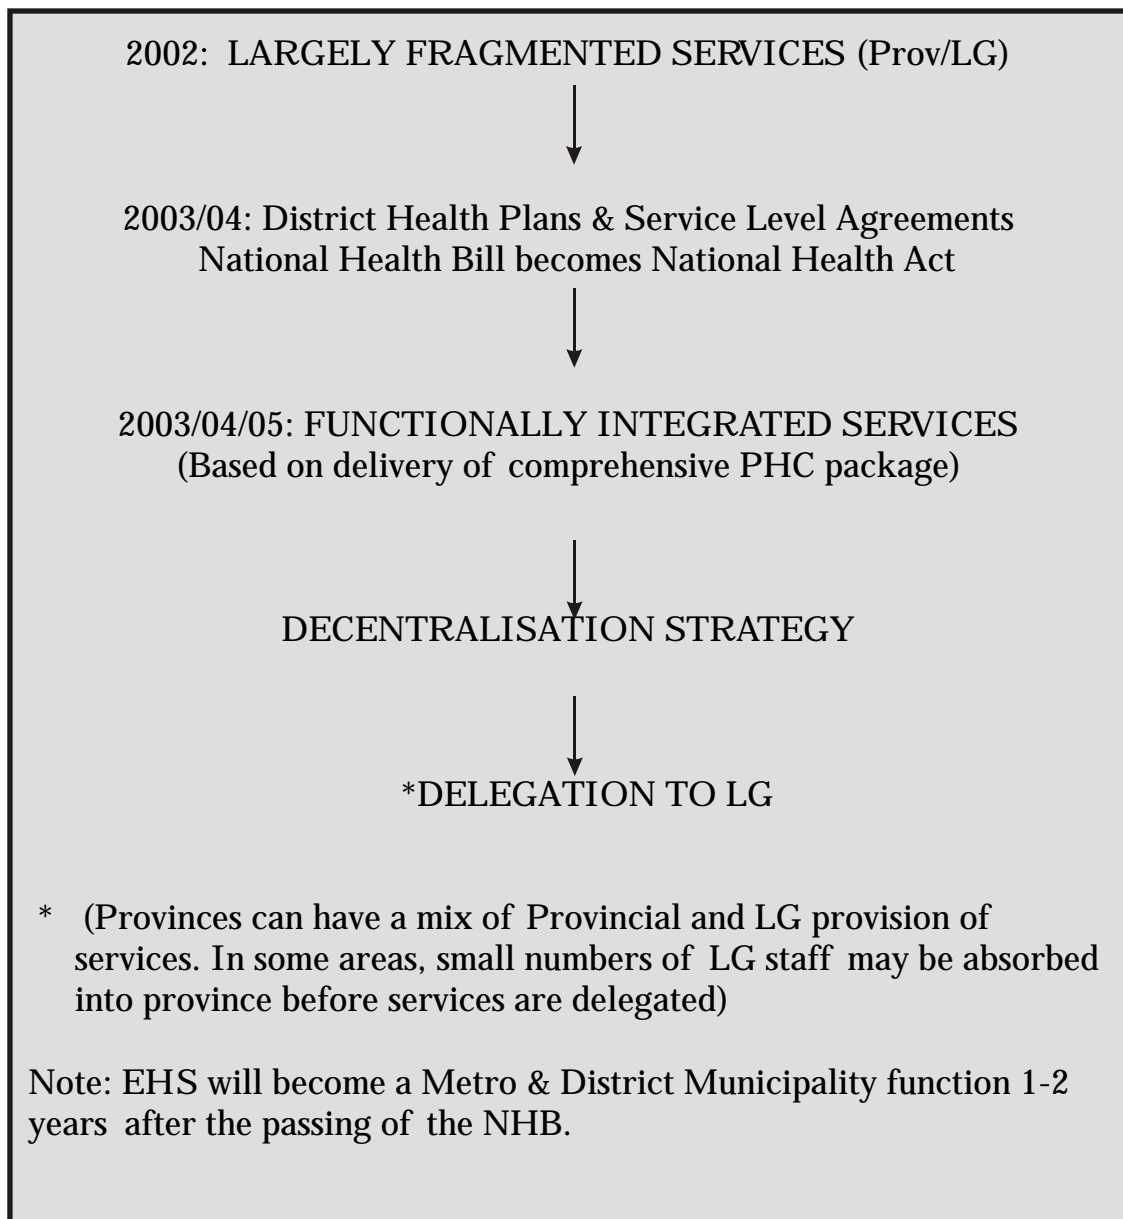 2002: LARGELY FRAGMENTED SERVICES (Prov/LG)
2003/04: District Health Plans & Service Level Agreements
National Health Bill becomes National Health Act
2003/04/05: FUNCTIONALLY INTEGRATED SERVICES
(Based on delivery of comprehensive PHC package)
DECENTRALISATION STRATEGY
*DELEGATION TO LG
* (Provinces can have a mix of Provincial and LG provision of
services. In some areas, small numbers of LG staff may be absorbed
into province before services are delegated)
Note: EHS will become a Metro & District Municipality function 1-2
years after the passing of the NHB.